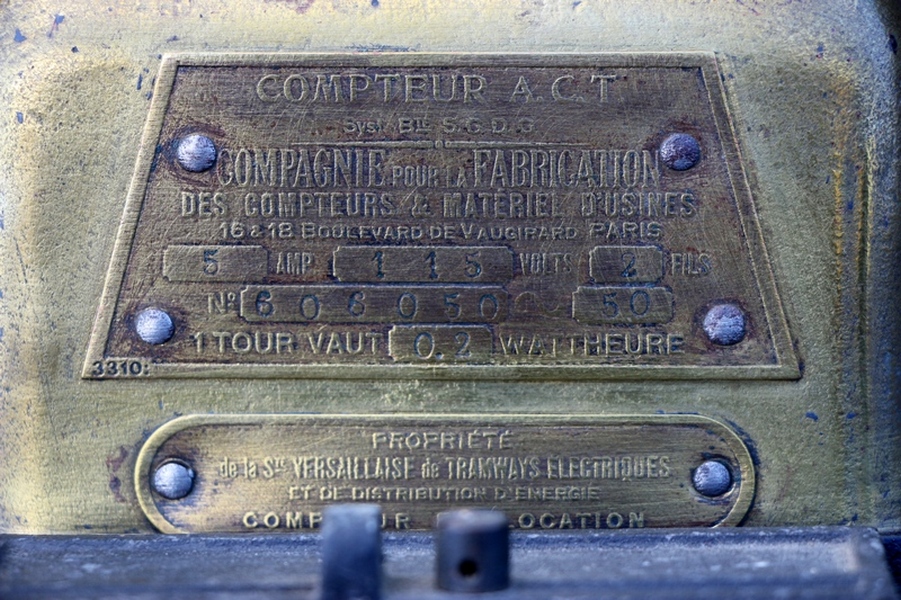 COMPTEUR A.C.T
Syst. Bté S.G.D.G
COMPAGNIE POUR LA FABRICATION
DES COMPTEURS & MATERIEL D'USINES
16 & 18 BOULEVARD DE VAUGIRARD PARIS
5 AMP 115 VOLTS 2 FILS
N° 606050 50
1 TOUR VAUT 0.2 WATTHEURE
3310
PROPRIÉTÉ
de la Sté VERSAILLAISE de TRAMWAYS ÉLECTRIQUES
ET DE DISTRIBUTION D'ENERGIE
LOCATION